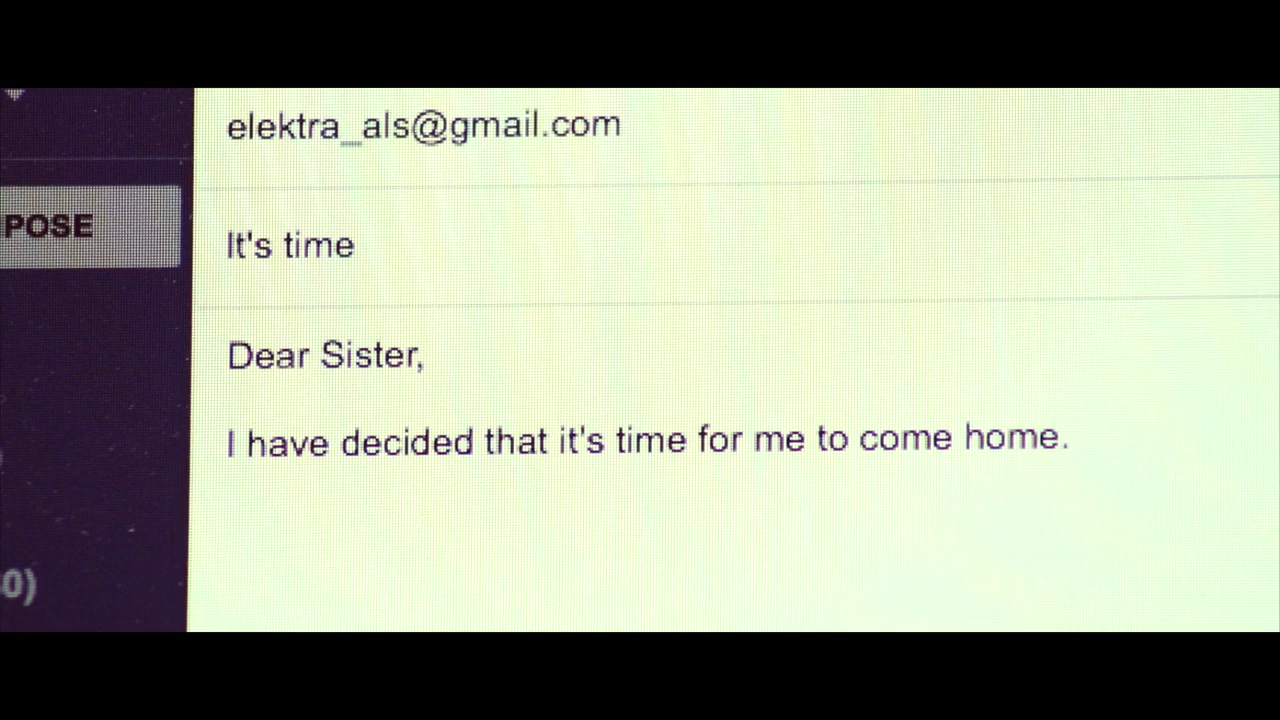 elektra_als@gmail.com
POSE
It's time
Dear Sister,
I have decided that it's time for me to come home.
0)